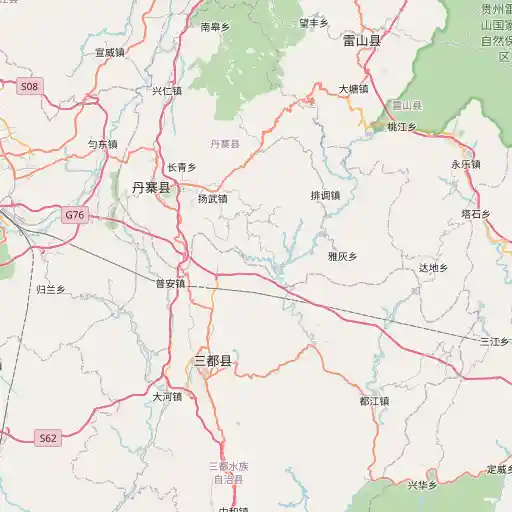 南皋乡
望丰乡
贵州雷
山国家
自然保
区
雷山县
宣威镇
S08
兴仁镇
大塘镇
雷山县
桃江乡
匀东镇
丹寨县
长青乡
永乐镇
丹寨县
扬武镇
排调镇
G76
塔石乡
雅灰乡
达地乡
归兰乡
普安镇
三江乡
三都县
大河镇
都江镇
S62
三都水族
自治县
定威乡
兴华乡
中和镇